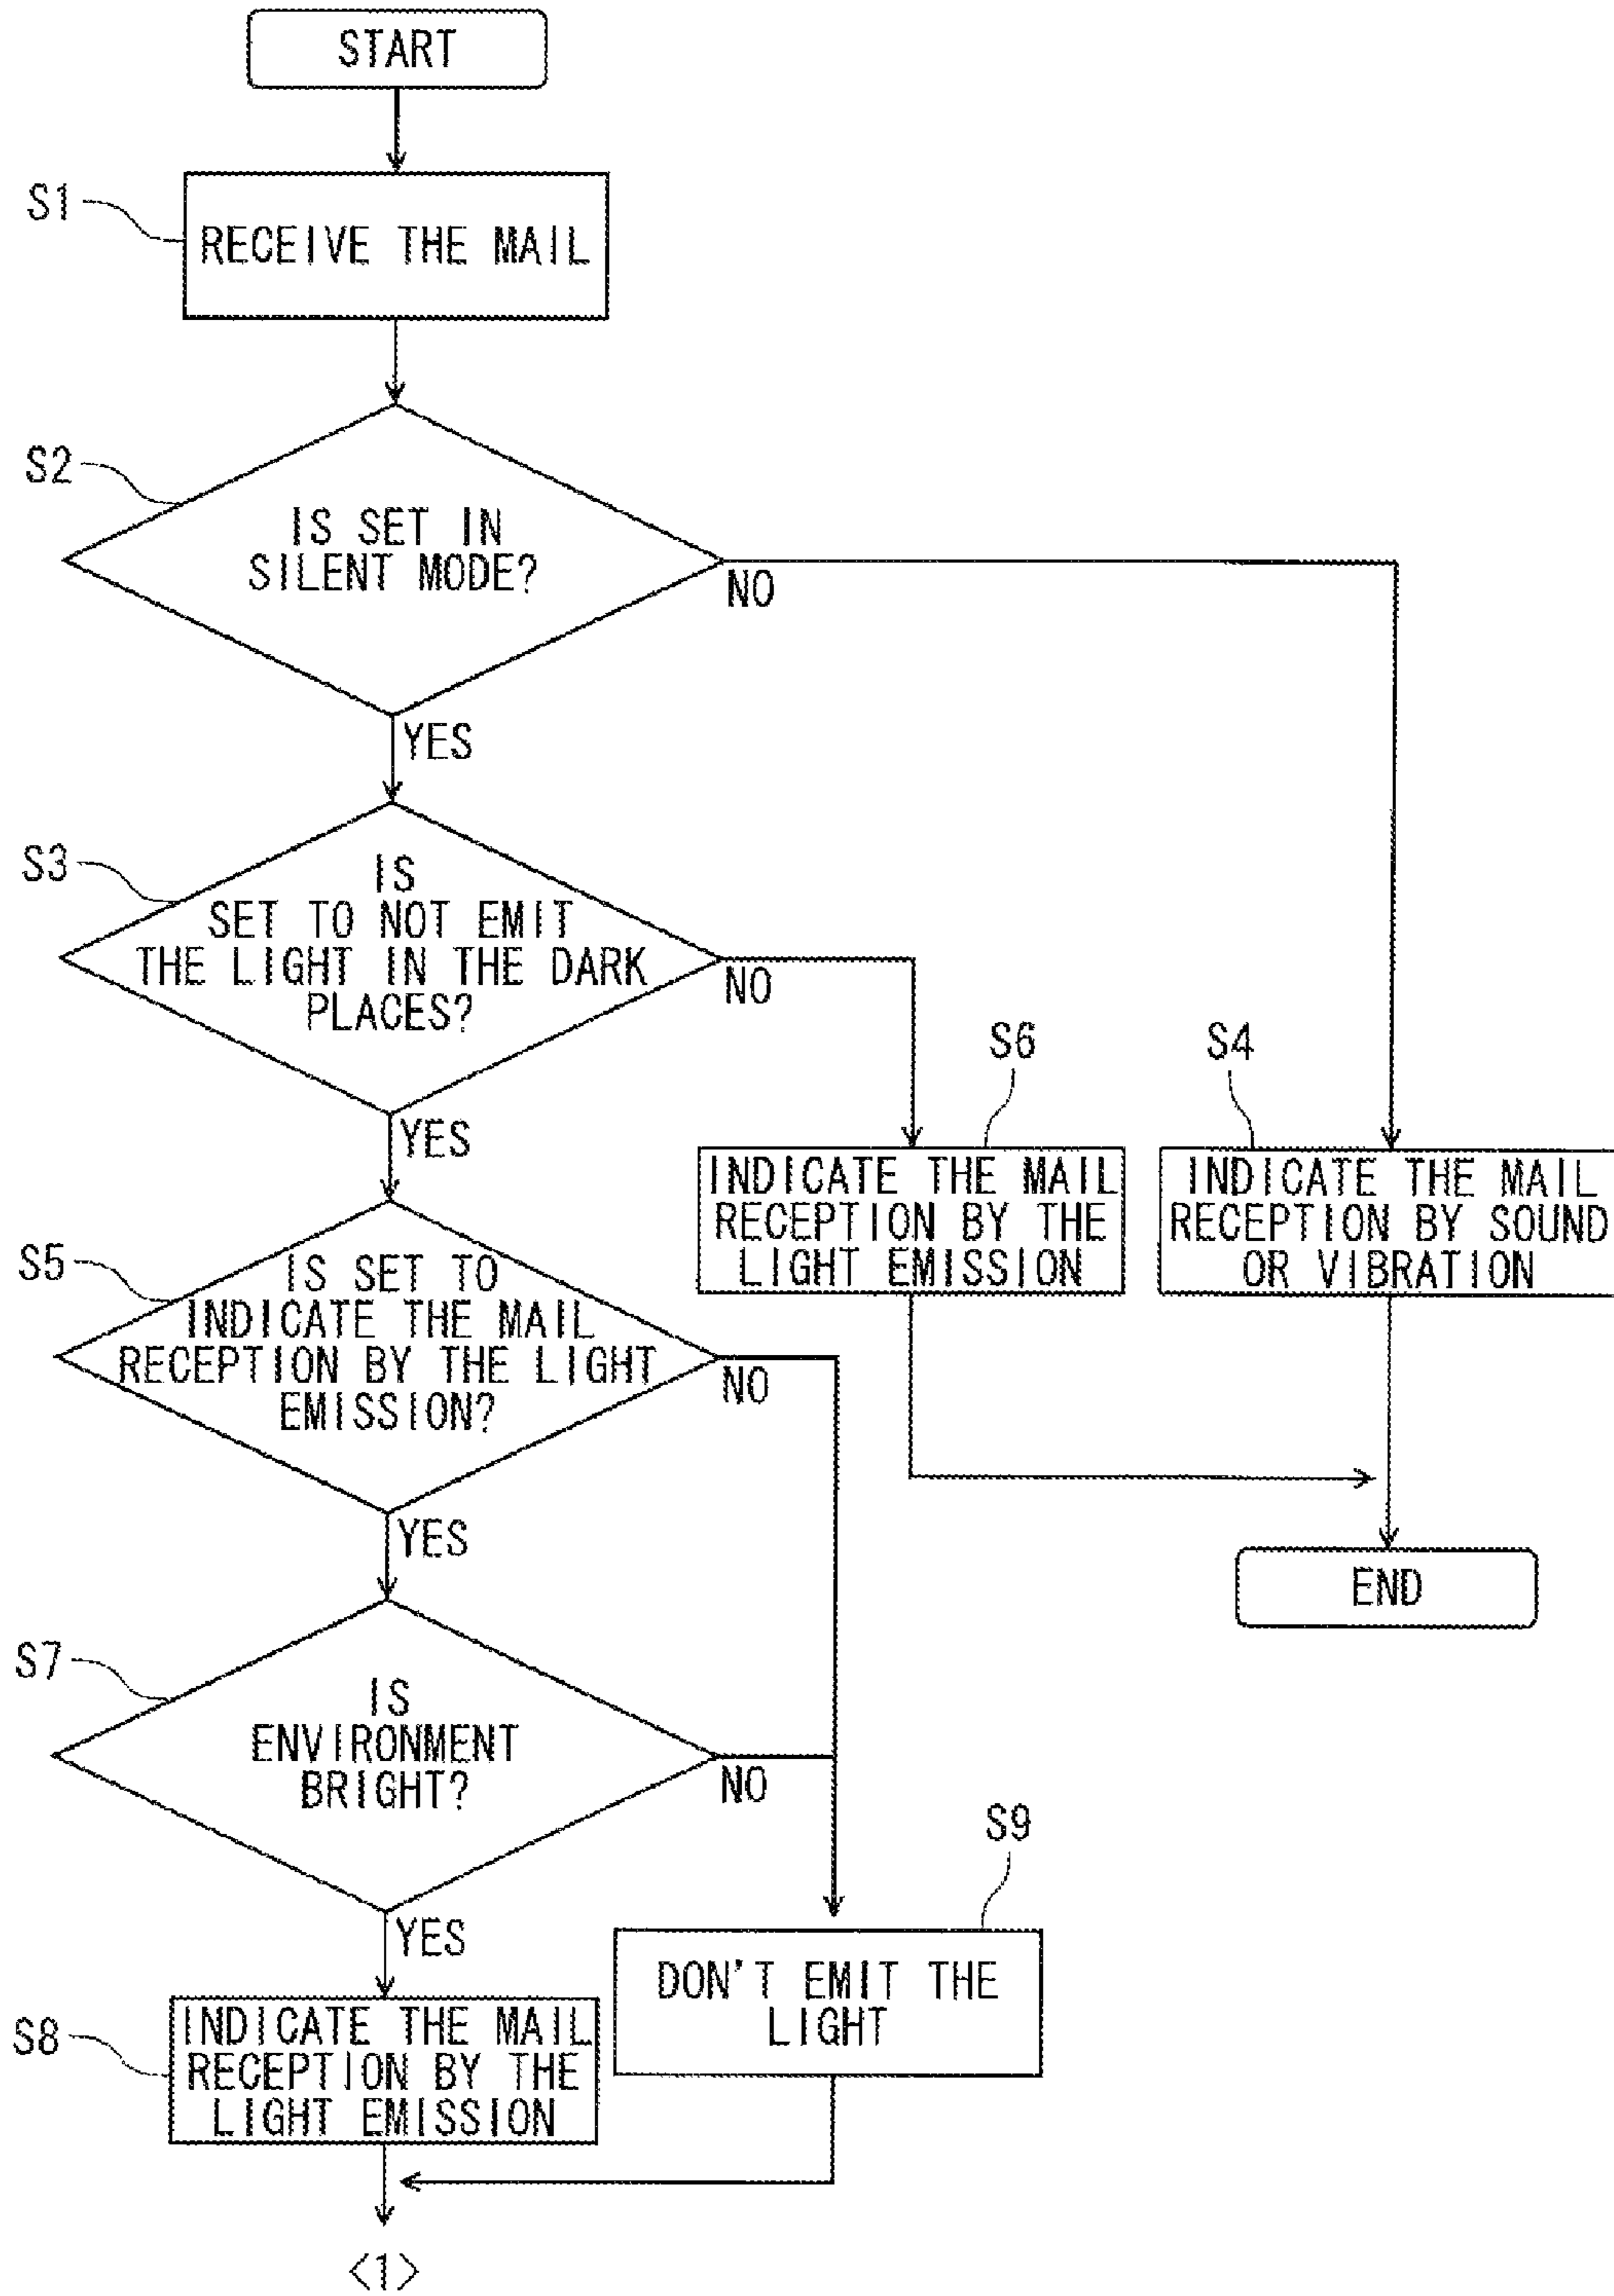 START
S1
RECEIVE THE MAIL
S2
IS SET IN
SILENT MODE?
NO
YES
S3
IS
SET TO NOT EMIT
THE LIGHT IN THE DARK
PLACES?
NO
YES
S6
INDICATE THE MAIL
RECEPTION BY THE
LIGHT EMISSION
S4
INDICATE THE MAIL
RECEPTION BY SOUND
OR VIBRATION
S5
IS SET TO
INDICATE THE MAIL
RECEPTION BY THE LIGHT
EMISSION?
NO
YES
END
S7
IS
ENVIRONMENT
BRIGHT?
NO
YES
S9
DON'T EMIT THE
LIGHT
S8
INDICATE THE MAIL
RECEPTION BY THE
LIGHT EMISSION
<1>